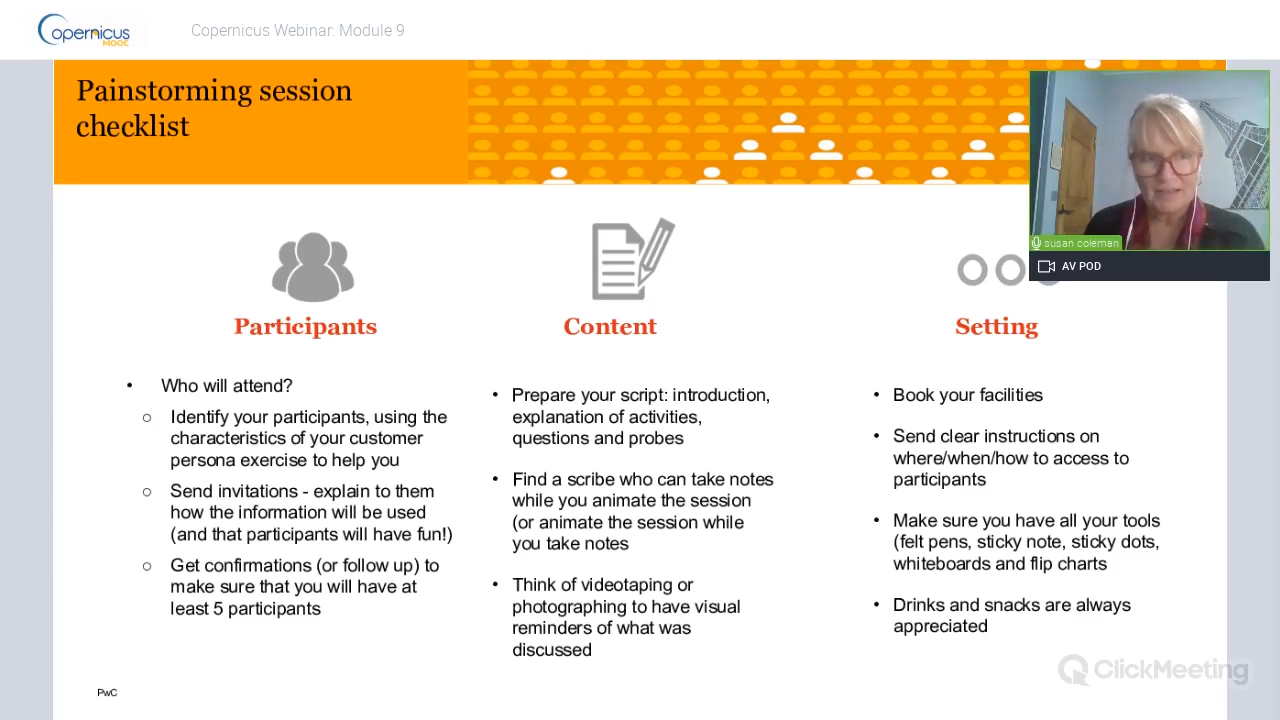 Copernicus
MOOC
Copernicus Webinar: Module 9
Painstorming session
checklist
susan coleman
AV POD
Participants
Content
Setting
• Who will attend?
○ Identify your participants, using the
characteristics of your customer
persona exercise to help you
○ Send invitations - explain to them
how the information will be used
(and that participants will have fun!)
○ Get confirmations (or follow up) to
make sure that you will have at
least 5 participants
• Prepare your script: introduction,
explanation of activities,
questions and probes
• Find a scribe who can take notes
while you animate the session
(or animate the session while
you take notes
• Think of videotaping or
photographing to have visual
reminders of what was
discussed
• Book your facilities
• Send clear instructions on
where/when/how to access to
participants
• Make sure you have all your tools
(felt pens, sticky note, sticky dots,
whiteboards and flip charts
• Drinks and snacks are always
appreciated
ClickMeeting
PwC